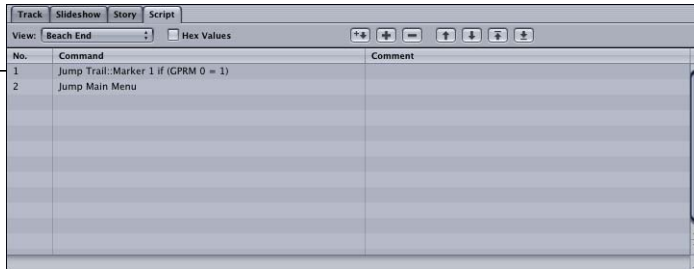 Track Slideshow Story Script
View: Beach End Hex Values
No. Command Comment
1 Jump Trail::Marker 1 if (GPRM 0 = 1)
2 Jump Main Menu